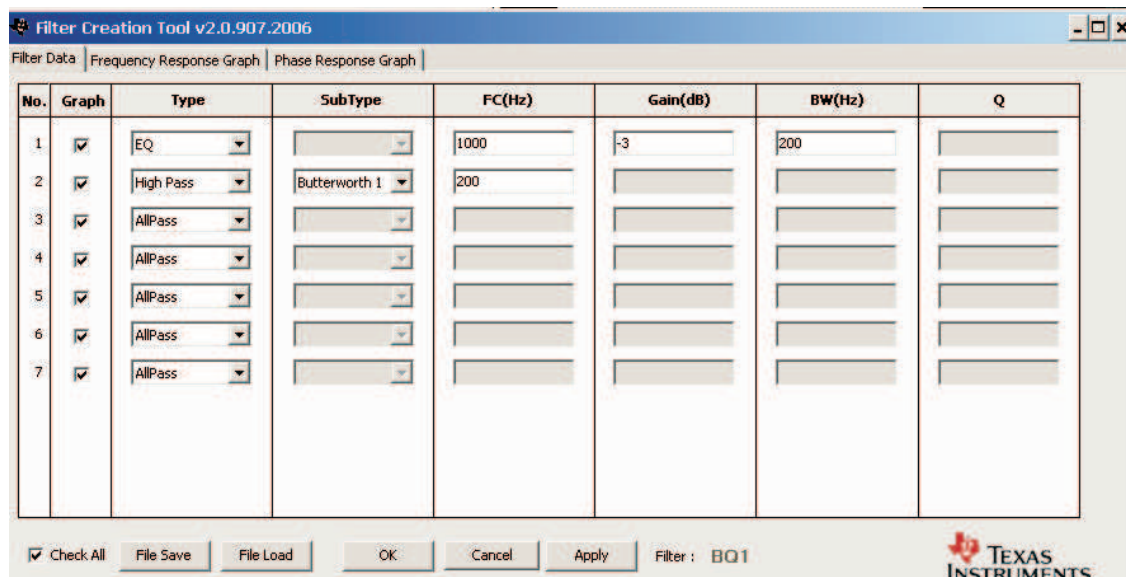 Filter Creation Tool v2.0.907.2006
Filter Data Frequency Response Graph Phase Response Graph
No. Graph Type SubType FC(Hz) Gain(dB) BW(Hz) Q
1 EQ 1000 -3 200
2 High Pass Butterworth 1 200
3 AllPass
4 AllPass
5 AllPass
6 AllPass
7 AllPass
Check All File Save File Load OK Cancel Apply Filter : BQ1
TEXAS
INSTRUMENTS